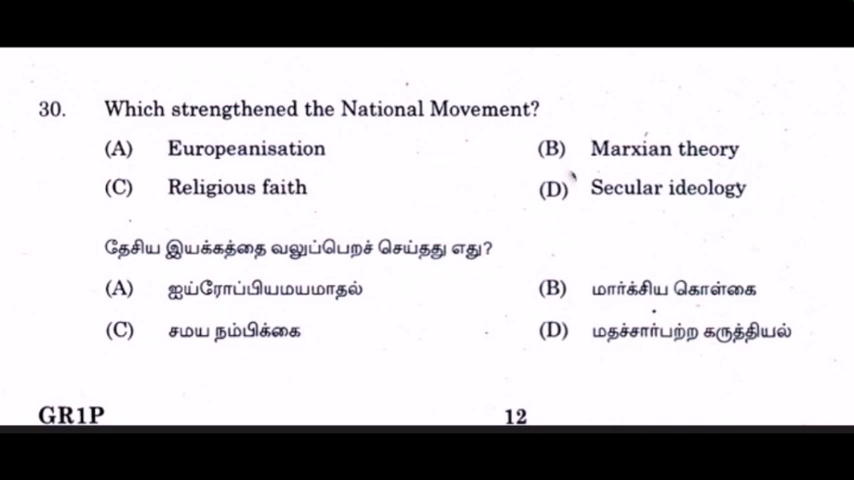 30. Which strengthened the National Movement?
(A) Europeanisation (B) Marxian theory
(C) Religious faith (D) Secular ideology
தேசிய இயக்கத்தை வலுப்பெறச் செய்தது எது?
(A) ஐய்ரோப்பியமயமாதல் (B) மார்க்சிய கொள்கை
(C) சமய நம்பிக்கை (D) மதச்சார்பற்ற கருத்தியல்
GR1P 12